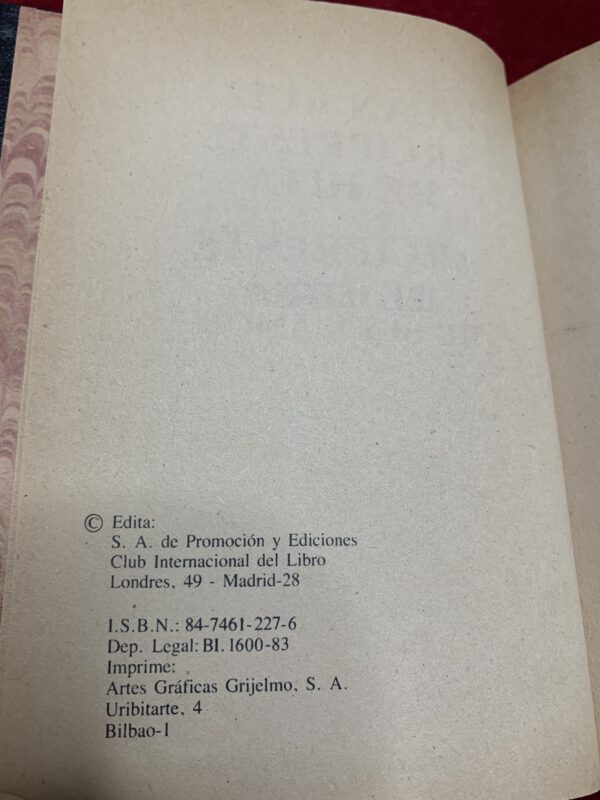 © Edita:
S. A. de Promoción y Ediciones
Club Internacional del Libro
Londres, 49 - Madrid-28
I.S.B.N.: 84-7461-227-6
Dep. Legal: BI. 1600-83
Imprime:
Artes Gráficas Grijelmo, S. A.
Uribitarte, 4
Bilbao-1